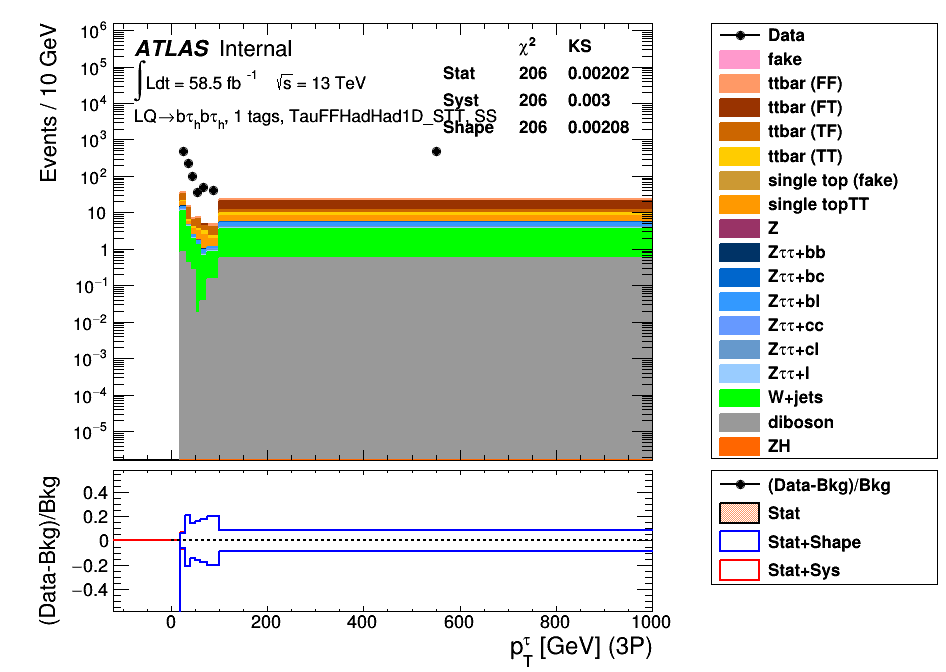 Events / 10 GeV
10⁶
10⁵
10⁴
10³
10²
10
1
10⁻¹
10⁻²
10⁻³
10⁻⁴
10⁻⁵
ATLAS Internal
∫Ldt = 58.5 fb⁻¹ √s = 13 TeV
LQ→bτₕbτₕ, 1 tags, TauFFHadHad1D_STT, SS
χ² KS
Stat 206 0.00202
Syst 206 0.003
Shape 206 0.00208
Data
fake
ttbar (FF)
ttbar (FT)
ttbar (TF)
ttbar (TT)
single top (fake)
single topTT
Z
Zττ+bb
Zττ+bc
Zττ+bl
Zττ+cc
Zττ+cl
Zττ+l
W+jets
diboson
ZH
(Data-Bkg)/Bkg
0.4
0.2
0
−0.2
−0.4
0 200 400 600 800 1000
p_T^τ [GeV] (3P)
(Data-Bkg)/Bkg
Stat
Stat+Shape
Stat+Sys